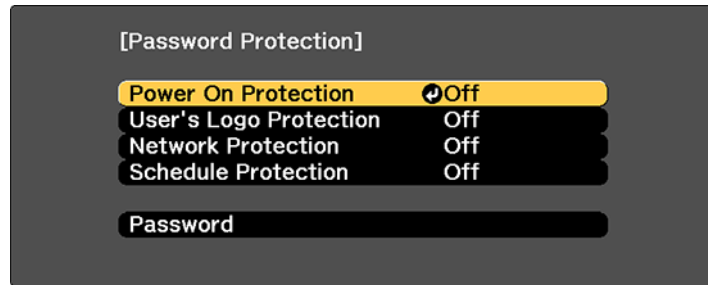 [Password Protection]
Power On Protection Off
User's Logo Protection Off
Network Protection Off
Schedule Protection Off
Password